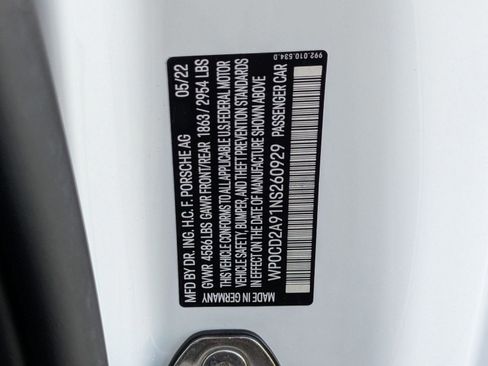 MFD BY DR. ING. H.C. F. PORSCHE AG 05/22
GVWR 4586 LBS GAWR FRONT/REAR 1863 / 2954 LBS
THIS VEHICLE CONFORMS TO ALL APPLICABLE U.S. FEDERAL MOTOR
VEHICLE SAFETY, BUMPER, AND THEFT PREVENTION STANDARDS
IN EFFECT ON THE DATE OF MANUFACTURE SHOWN ABOVE
WP0CD2A91NS260929 PASSENGER CAR
MADE IN GERMANY
992.010.534.D